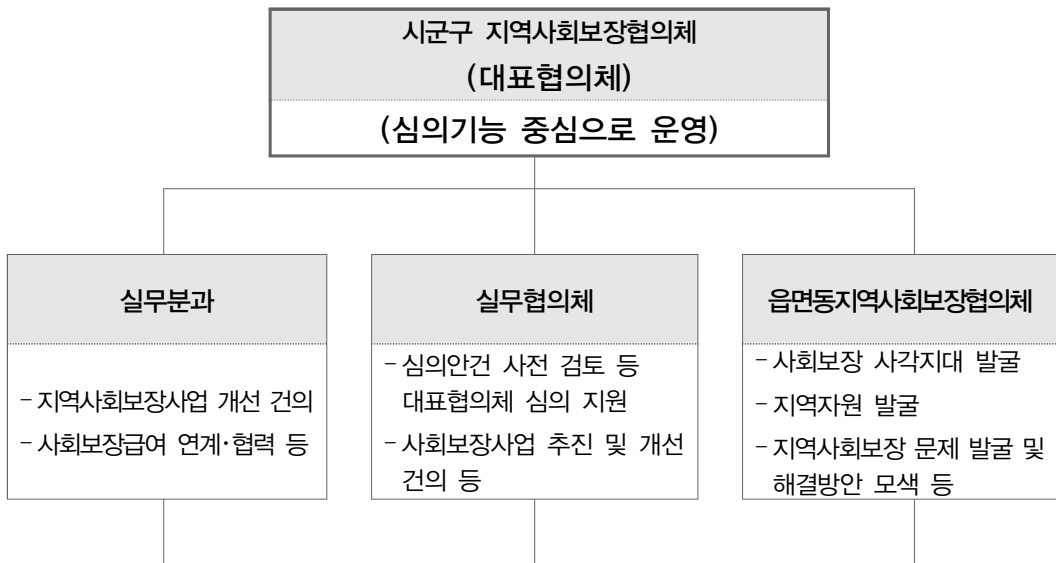 시군구 지역사회보장협의체
(대표협의체)
(심의기능 중심으로 운영)
실무분과
- 지역사회보장사업 개선 건의
- 사회보장급여 연계·협력 등
실무협의체
- 심의안건 사전 검토 등
대표협의체 심의 지원
- 사회보장사업 추진 및 개선
건의 등
읍면동지역사회보장협의체
- 사회보장 사각지대 발굴
- 지역자원 발굴
- 지역사회보장 문제 발굴 및
해결방안 모색 등